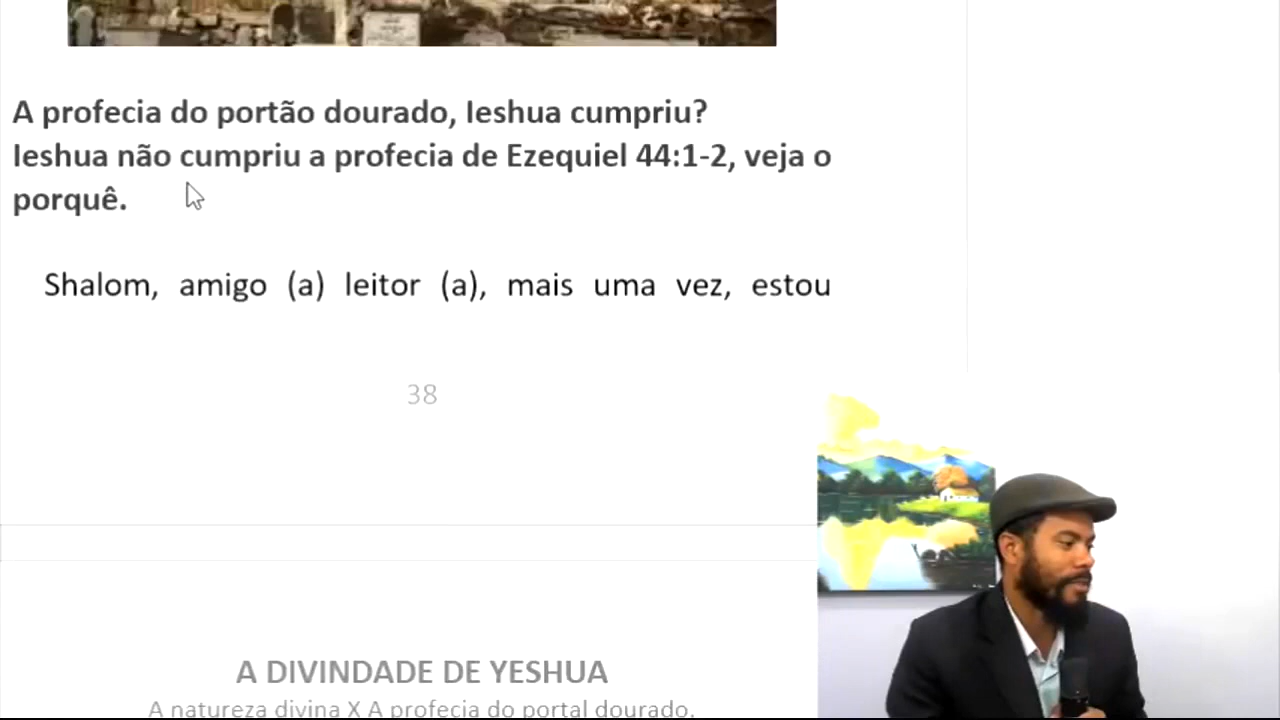 A profecia do portão dourado, Ieshua cumpriu?
Ieshua não cumpriu a profecia de Ezequiel 44:1-2, veja o
porquê.
Shalom, amigo (a) leitor (a), mais uma vez, estou
38
A DIVINDADE DE YESHUA
A natureza divina X A profecia do portal dourado.